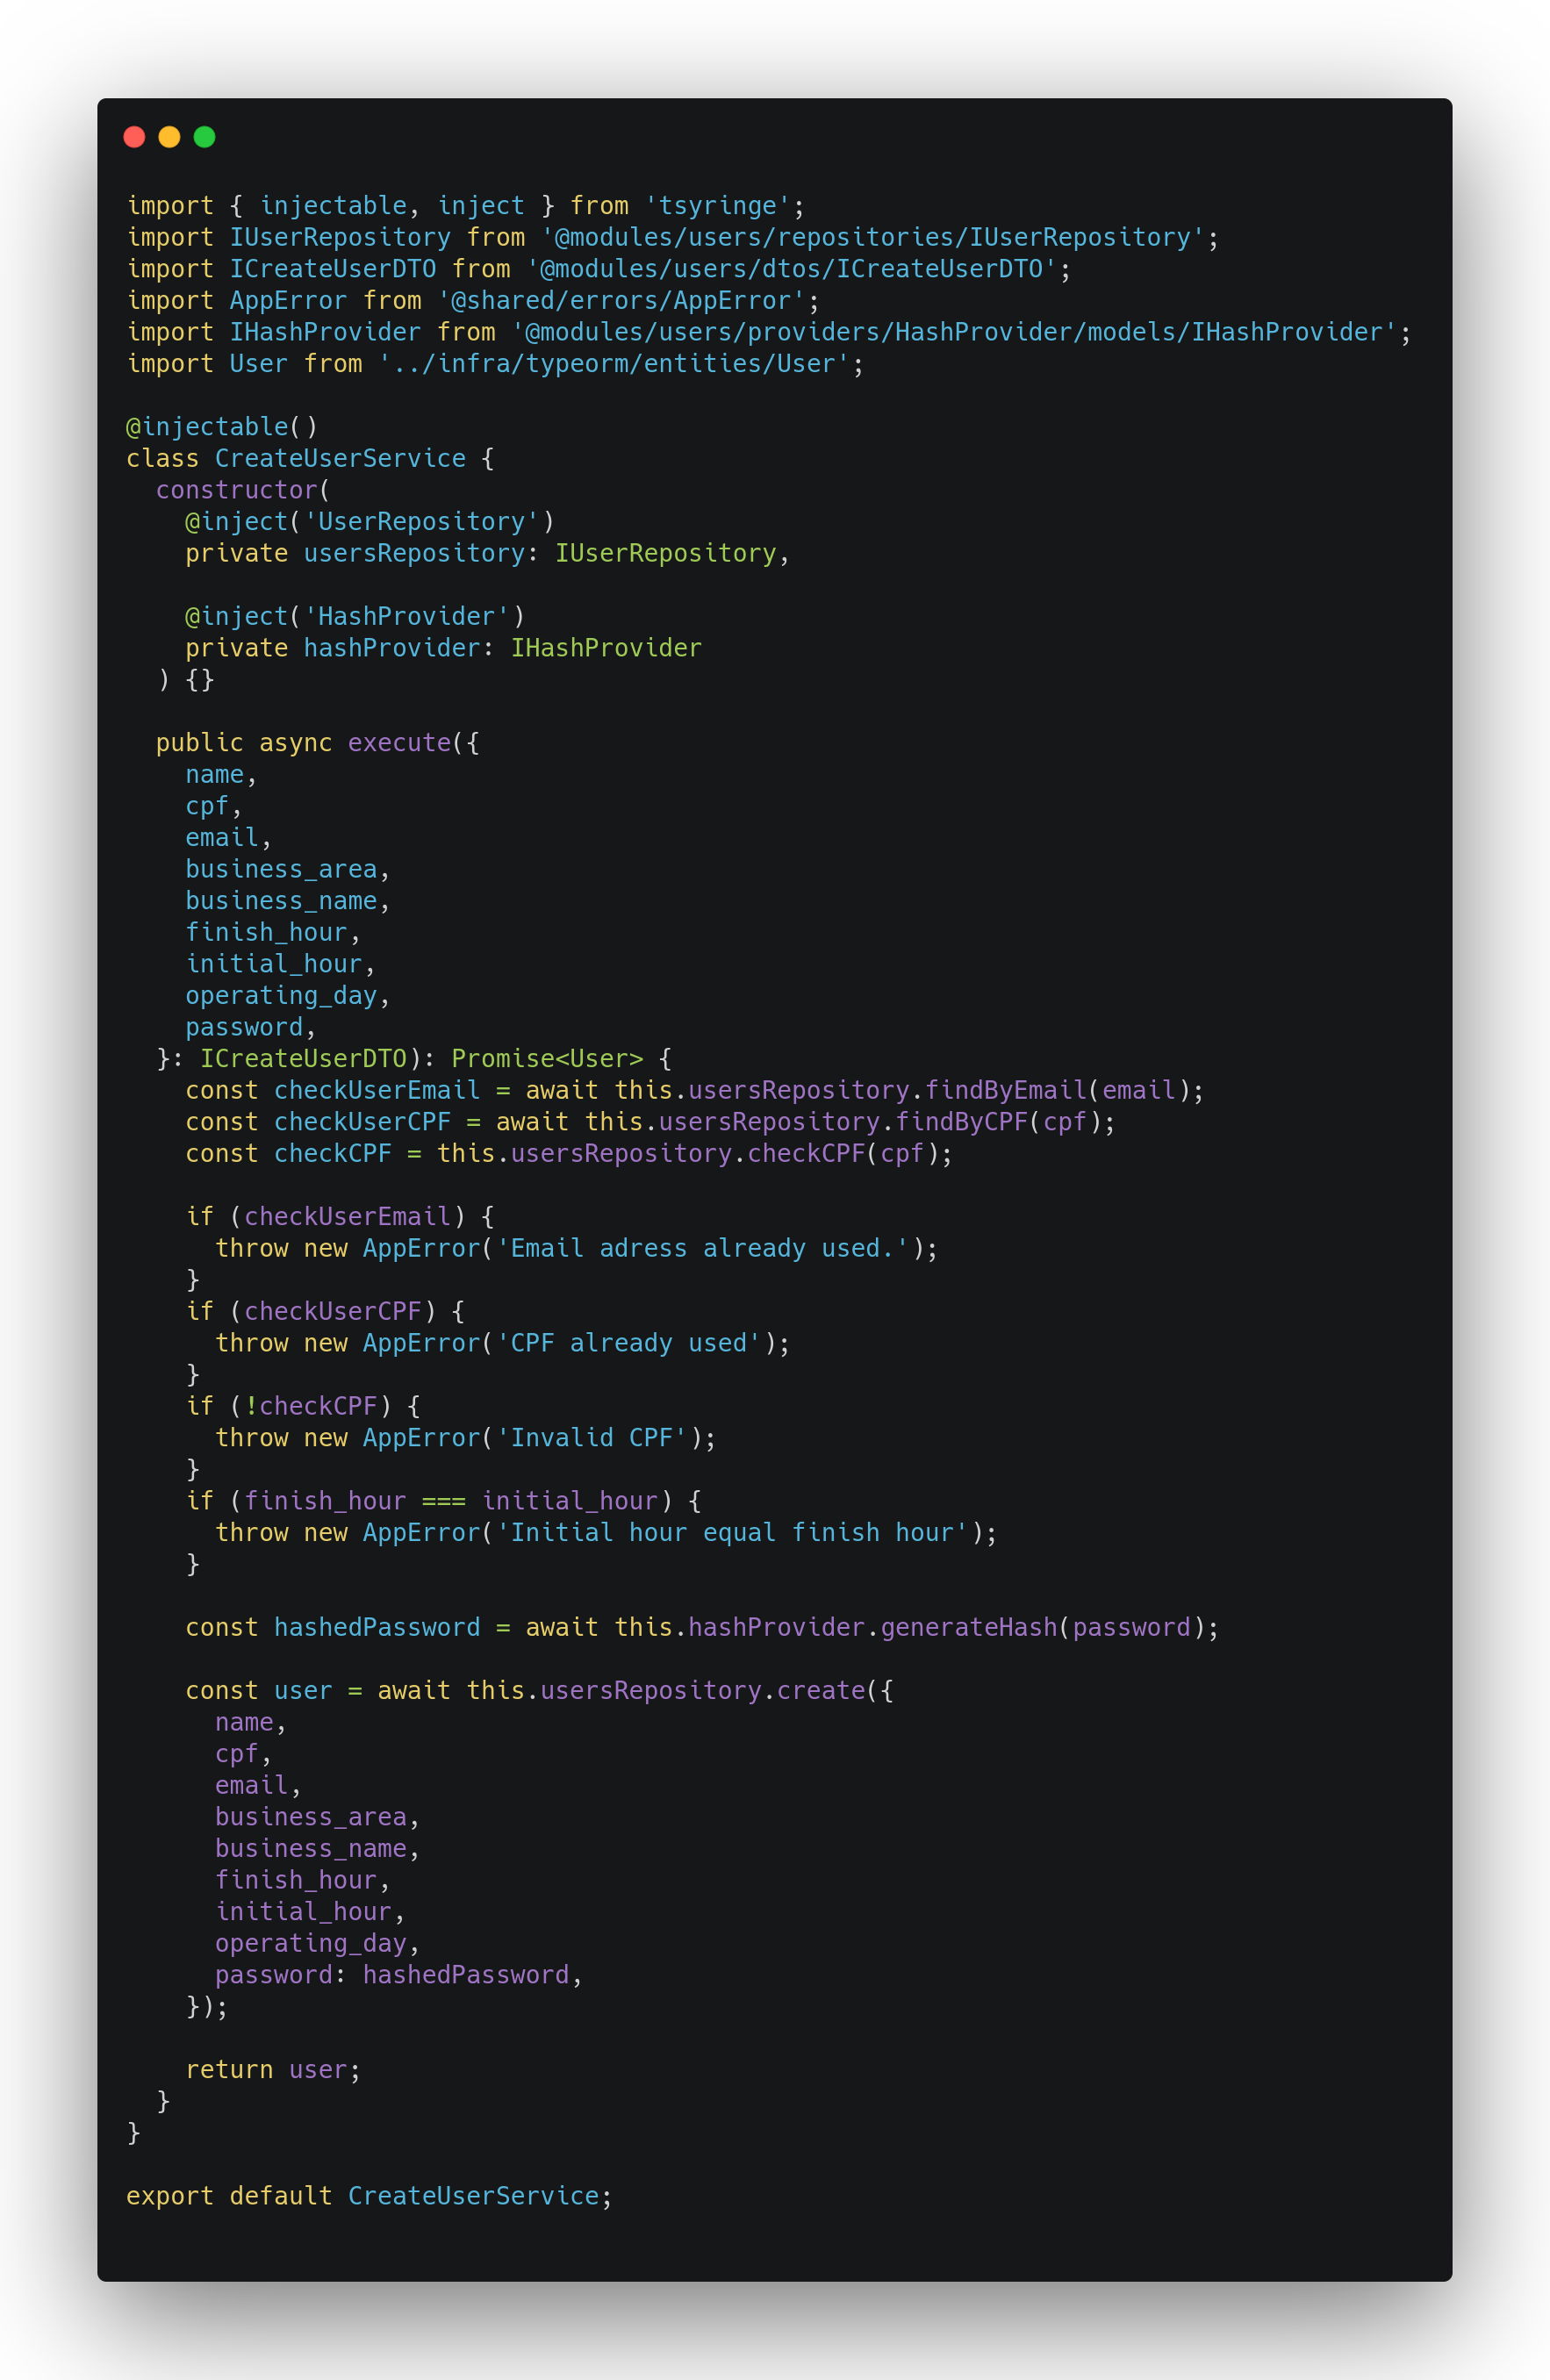 import { injectable, inject } from 'tsyringe';
import IUserRepository from '@modules/users/repositories/IUserRepository';
import ICreateUserDTO from '@modules/users/dtos/ICreateUserDTO';
import AppError from '@shared/errors/AppError';
import IHashProvider from '@modules/users/providers/HashProvider/models/IHashProvider';
import User from '../infra/typeorm/entities/User';

@injectable()
class CreateUserService {
  constructor(
    @inject('UserRepository')
    private usersRepository: IUserRepository,

    @inject('HashProvider')
    private hashProvider: IHashProvider
  ) {}

  public async execute({
    name,
    cpf,
    email,
    business_area,
    business_name,
    finish_hour,
    initial_hour,
    operating_day,
    password,
  }: ICreateUserDTO): Promise<User> {
    const checkUserEmail = await this.usersRepository.findByEmail(email);
    const checkUserCPF = await this.usersRepository.findByCPF(cpf);
    const checkCPF = this.usersRepository.checkCPF(cpf);

    if (checkUserEmail) {
      throw new AppError('Email adress already used.');
    }
    if (checkUserCPF) {
      throw new AppError('CPF already used');
    }
    if (!checkCPF) {
      throw new AppError('Invalid CPF');
    }
    if (finish_hour === initial_hour) {
      throw new AppError('Initial hour equal finish hour');
    }

    const hashedPassword = await this.hashProvider.generateHash(password);

    const user = await this.usersRepository.create({
      name,
      cpf,
      email,
      business_area,
      business_name,
      finish_hour,
      initial_hour,
      operating_day,
      password: hashedPassword,
    });

    return user;
  }
}

export default CreateUserService;